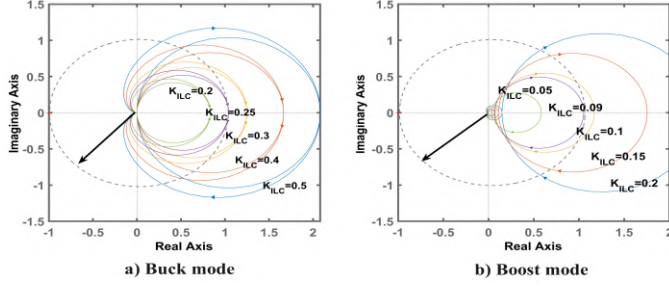 1.5
1
0.5
0
-0.5
-1
-1.5
Imaginary Axis
K_ILC=0.2
K_ILC=0.25
K_ILC=0.3
K_ILC=0.4
K_ILC=0.5
-1 -0.5 0 0.5 1 1.5 2
Real Axis
a) Buck mode
1.5
1
0.5
0
-0.5
-1
-1.5
Imaginary Axis
K_ILC=0.05
K_ILC=0.09
K_ILC=0.1
K_ILC=0.15
K_ILC=0.2
-1 -0.5 0 0.5 1 1.5 2
Real Axis
b) Boost mode